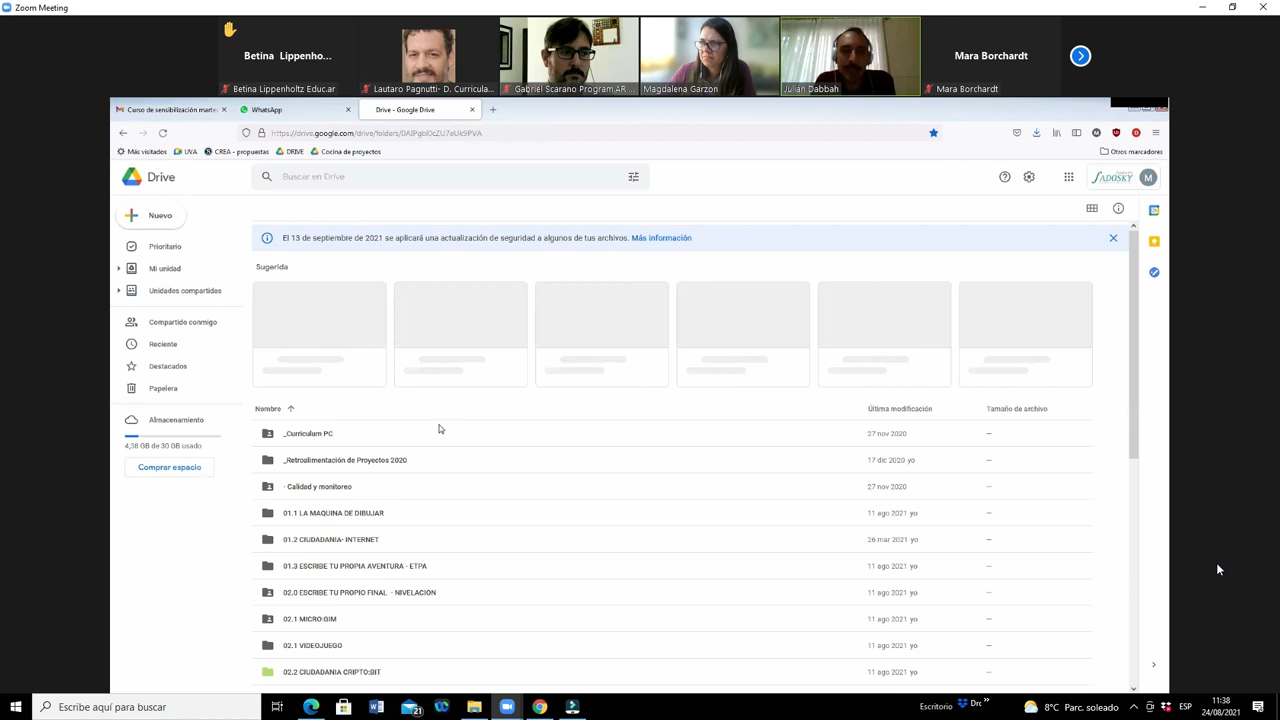 Zoom Meeting
Betina Lippenho...
Mara Borchardt
Betina Lippenholtz Educ.ar
Lautaro Pagnutti- D. Curricula...
Gabriel Scarano Program.AR ...
Magdalena Garzon
Julián Dabbah
Mara Borchardt
Curso de sensibilización marte
WhatsApp
Drive - Google Drive
Más visitados
UVA
CREA - propuestas
DRIVE
Cocina de proyectos
Otros marcadores
Drive
Buscar en Drive
SADOSKY
M
Nuevo
El 13 de septiembre de 2021 se aplicará una actualización de seguridad a algunos de tus archivos. Más información
Prioritario
Mi unidad
Unidades compartidas
Compartido conmigo
Reciente
Destacados
Papelera
Almacenamiento
4,38 GB de 30 GB usado
Comprar espacio
Sugerida
Nombre
Última modificación
Tamaño de archivo
_Curriculum PC
27 nov 2020
—
_Retroalimentación de Proyectos 2020
17 dic 2020 yo
—
- Calidad y monitoreo
27 nov 2020
—
01.1 LA MAQUINA DE DIBUJAR
11 ago 2021 yo
—
01.2 CIUDADANIA- INTERNET
26 mar 2021 yo
—
01.3 ESCRIBE TU PROPIA AVENTURA - ETPA
11 ago 2021 yo
—
02.0 ESCRIBE TU PROPIO FINAL - NIVELACION
11 ago 2021 yo
—
02.1 MICRO:GIM
11 ago 2021 yo
—
02.1 VIDEOJUEGO
11 ago 2021 yo
—
02.2 CIUDADANIA CRIPTO:BIT
11 ago 2021 yo
—
Escribe aquí para buscar
21
Escritorio
8°C Parc. soleado
ESP
11:38
24/08/2021